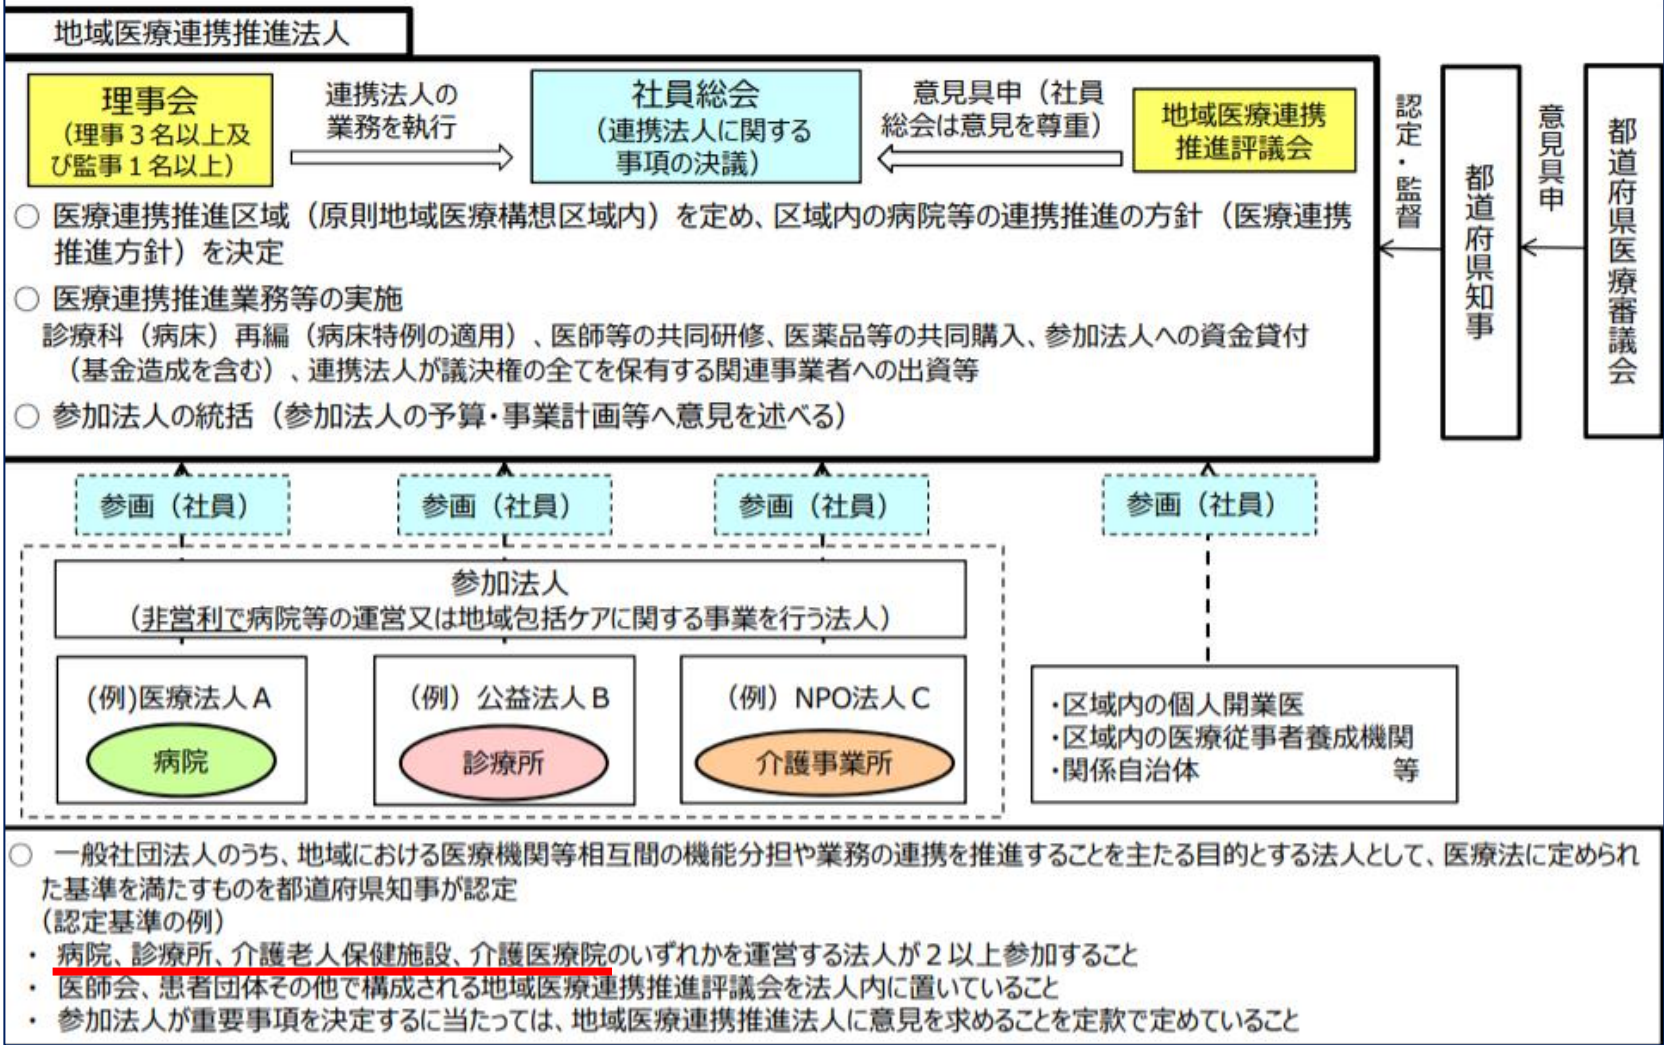 地域医療連携推進法人
理事会
（理事３名以上及
び監事１名以上）
連携法人の
業務を執行
社員総会
（連携法人に関する
事項の決議）
意見具申（社員
総会は意見を尊重）
地域医療連携
推進評議会
認定・監督
都道府県知事
意見具申
都道府県医療審議会
○ 医療連携推進区域（原則地域医療構想区域内）を定め、区域内の病院等の連携推進の方針（医療連携
推進方針）を決定
○ 医療連携推進業務等の実施
診療科（病床）再編（病床特例の適用）、医師等の共同研修、医薬品等の共同購入、参加法人への資金貸付
（基金造成を含む）、連携法人が議決権の全てを保有する関連事業者への出資等
○ 参加法人の統括（参加法人の予算・事業計画等へ意見を述べる）
参画（社員）
参画（社員）
参画（社員）
参画（社員）
参加法人
（非営利で病院等の運営又は地域包括ケアに関する事業を行う法人）
(例)医療法人Ａ
病院
（例）公益法人Ｂ
診療所
（例）NPO法人Ｃ
介護事業所
・区域内の個人開業医
・区域内の医療従事者養成機関
・関係自治体 等
○ 一般社団法人のうち、地域における医療機関等相互間の機能分担や業務の連携を推進することを主たる目的とする法人として、医療法に定められ
た基準を満たすものを都道府県知事が認定
（認定基準の例）
・ 病院、診療所、介護老人保健施設、介護医療院のいずれかを運営する法人が２以上参加すること
・ 医師会、患者団体その他で構成される地域医療連携推進評議会を法人内に置いていること
・ 参加法人が重要事項を決定するに当たっては、地域医療連携推進法人に意見を求めることを定款で定めていること